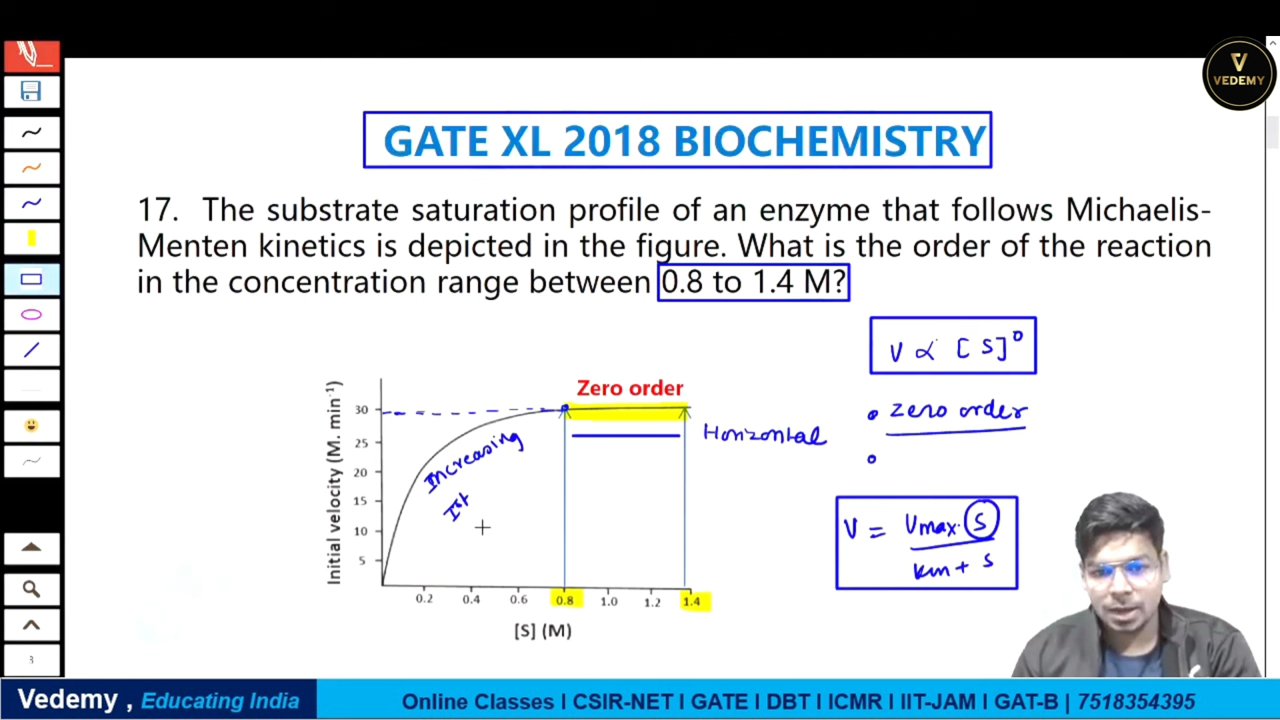 V
VEDEMY
GATE XL 2018 BIOCHEMISTRY
17. The substrate saturation profile of an enzyme that follows Michaelis-
Menten kinetics is depicted in the figure. What is the order of the reaction
in the concentration range between 0.8 to 1.4 M?
V ∝ [S]⁰
Zero order
zero order
Horizontal
Increasing
Ist
Initial velocity (M. min⁻¹)
30
25
20
15
10
5
V = Vmax. S
km + S
0.2 0.4 0.6 0.8 1.0 1.2 1.4
[S] (M)
3
Vedemy , Educating India
Online Classes I CSIR-NET I GATE I DBT I ICMR I IIT-JAM I GAT-B I 7518354395